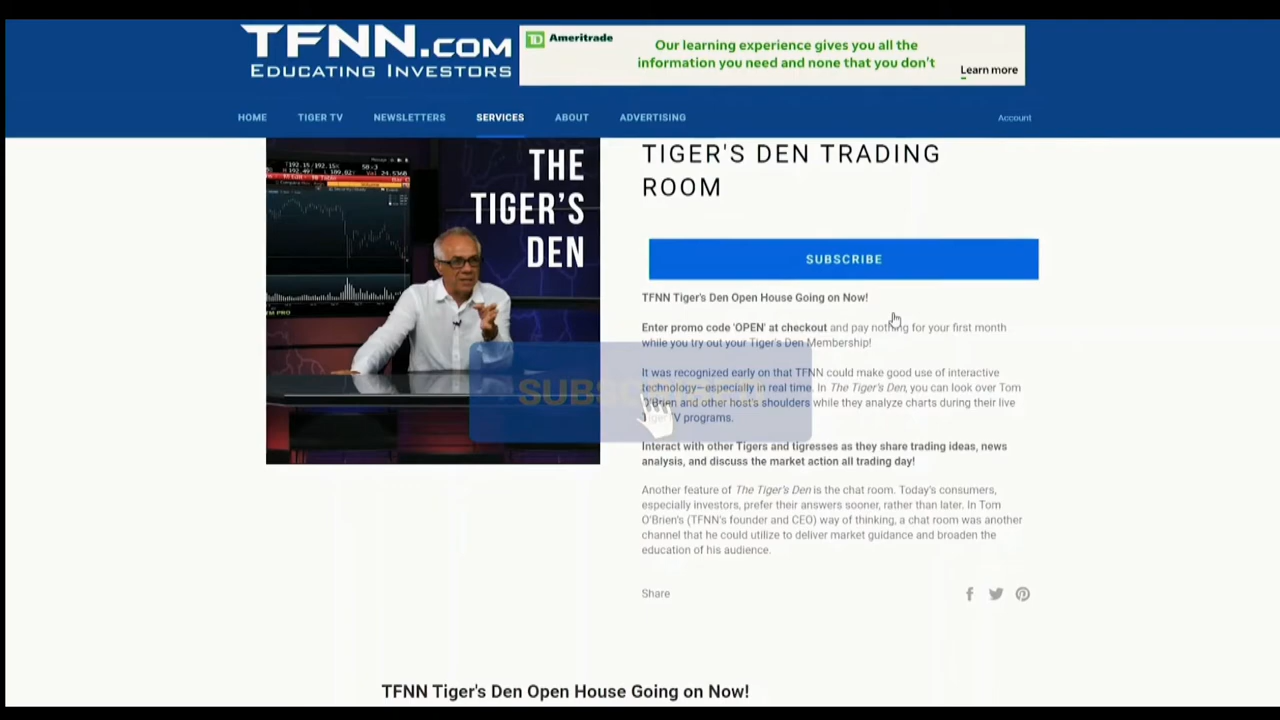 TFNN.COM
EDUCATING INVESTORS
Ameritrade
Our learning experience gives you all the
information you need and none that you don't
Learn more
HOME
TIGER TV
NEWSLETTERS
SERVICES
ABOUT
ADVERTISING
Account
THE
TIGER'S
DEN
TIGER'S DEN TRADING
ROOM
SUBSCRIBE
TFNN Tiger's Den Open House Going on Now!
Enter promo code 'OPEN' at checkout and pay nothing for your first month
while you try out your Tiger's Den Membership!
It was recognized early on that TFNN could make good use of interactive
technology—especially in real time. In The Tiger's Den, you can look over Tom
O'Brien and other host's shoulders while they analyze charts during their live
Tiger TV programs.
Interact with other Tigers and tigresses as they share trading ideas, news
analysis, and discuss the market action all trading day!
Another feature of The Tiger's Den is the chat room. Today's consumers,
especially investors, prefer their answers sooner, rather than later. In Tom
O'Brien's (TFNN's founder and CEO) way of thinking, a chat room was another
channel that he could utilize to deliver market guidance and broaden the
education of his audience.
Share
TFNN Tiger's Den Open House Going on Now!